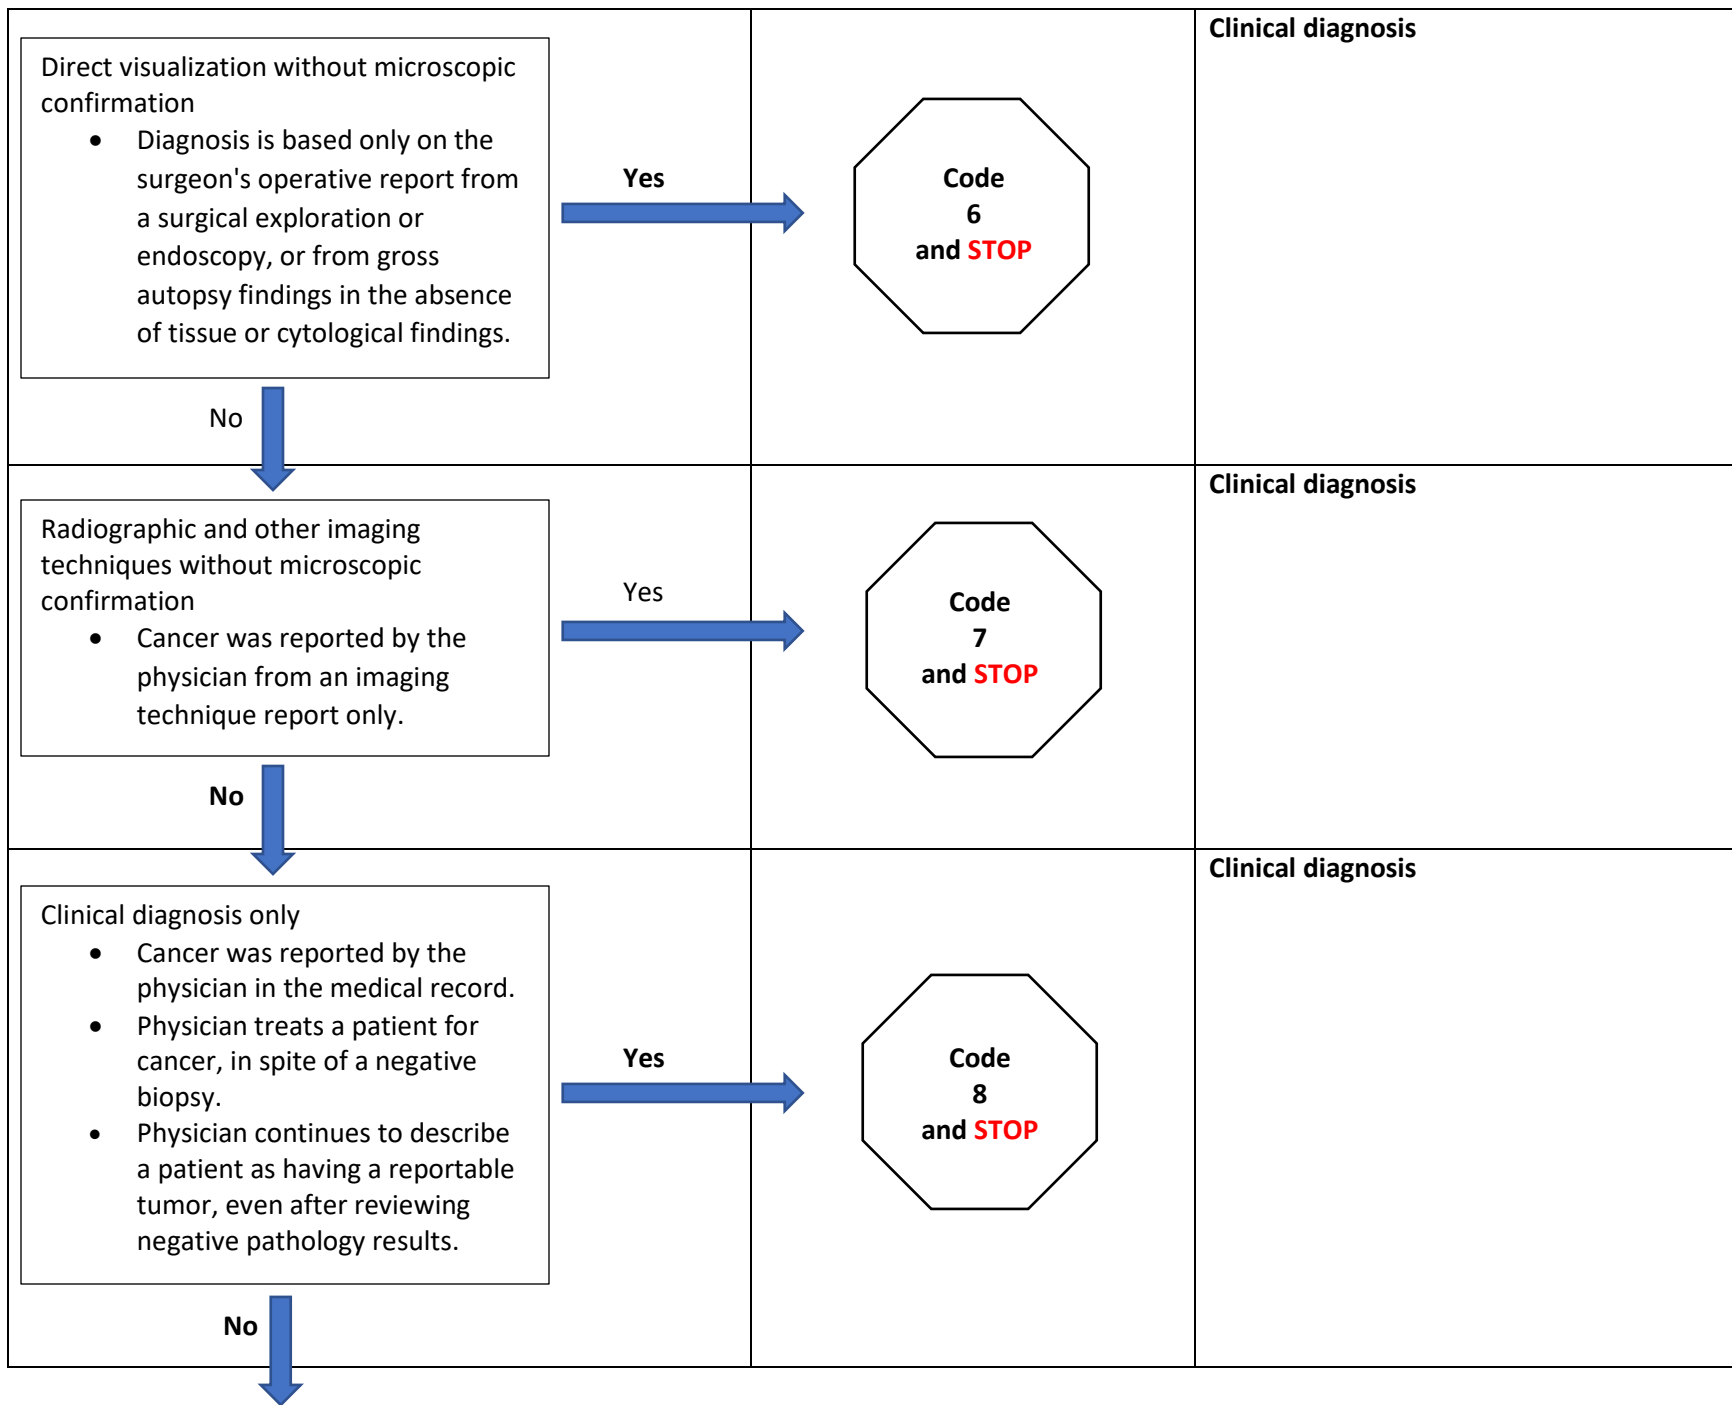 Direct visualization without microscopic
confirmation
• Diagnosis is based only on the
surgeon's operative report from
a surgical exploration or
endoscopy, or from gross
autopsy findings in the absence
of tissue or cytological findings.
Yes
Code
6
and STOP
Clinical diagnosis
No
Radiographic and other imaging
techniques without microscopic
confirmation
• Cancer was reported by the
physician from an imaging
technique report only.
Yes
Code
7
and STOP
Clinical diagnosis
No
Clinical diagnosis only
• Cancer was reported by the
physician in the medical record.
• Physician treats a patient for
cancer, in spite of a negative
biopsy.
• Physician continues to describe
a patient as having a reportable
tumor, even after reviewing
negative pathology results.
Yes
Code
8
and STOP
Clinical diagnosis
No